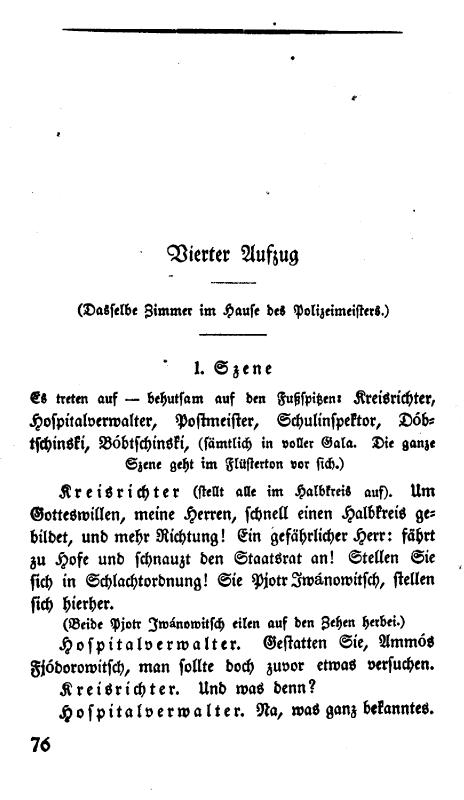 Vierter Aufzug
(Dasselbe Zimmer im Hause des Polizeimeisters.)
1. Szene
Es treten auf — behutsam auf den Fußspitzen: Kreisrichter,
Hospitalverwalter, Postmeister, Schulinspektor, Dób-
tschinski, Bóbtschinski, (sämtlich in voller Gala. Die ganze
Szene geht im Flüsterton vor sich.)
Kreisrichter (stellt alle im Halbkreis auf). Um
Gotteswillen, meine Herren, schnell einen Halbkreis ge-
bildet, und mehr Richtung! Ein gefährlicher Herr: fährt
zu Hofe und schnauzt den Staatsrat an! Stellen Sie
sich in Schlachtordnung! Sie Pjotr Iwánowitsch, stellen
sich hierher.
(Beide Pjotr Iwánowitsch eilen auf den Zehen herbei.)
Hospitalverwalter. Gestatten Sie, Ammós
Fjódorowitsch, man sollte doch zuvor etwas versuchen.
Kreisrichter. Und was denn?
Hospitalverwalter. Na, was ganz bekanntes.
76